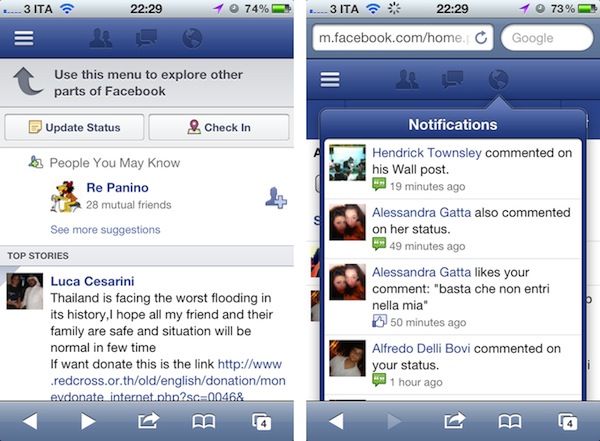 3 ITA 22:29 74%
Use this menu to explore other
parts of Facebook
Update Status Check In
People You May Know
Re Panino
28 mutual friends
See more suggestions
TOP STORIES
Luca Cesarini
Thailand is facing the worst flooding in
its history,I hope all my friend and their
family are safe and situation will be
normal in few time
If want donate this is the link http://www
.redcross.or.th/old/english/donation/mon
eydonate_internet.php?sc=0046&
4
3 ITA 22:29 73%
m.facebook.com/home.p Google
Notifications
Hendrick Townsley commented on
his Wall post.
19 minutes ago
Alessandra Gatta also commented
on her status.
49 minutes ago
Alessandra Gatta likes your
comment: "basta che non entri
nella mia"
50 minutes ago
Alfredo Delli Bovi commented on
your status.
1 hour ago
4